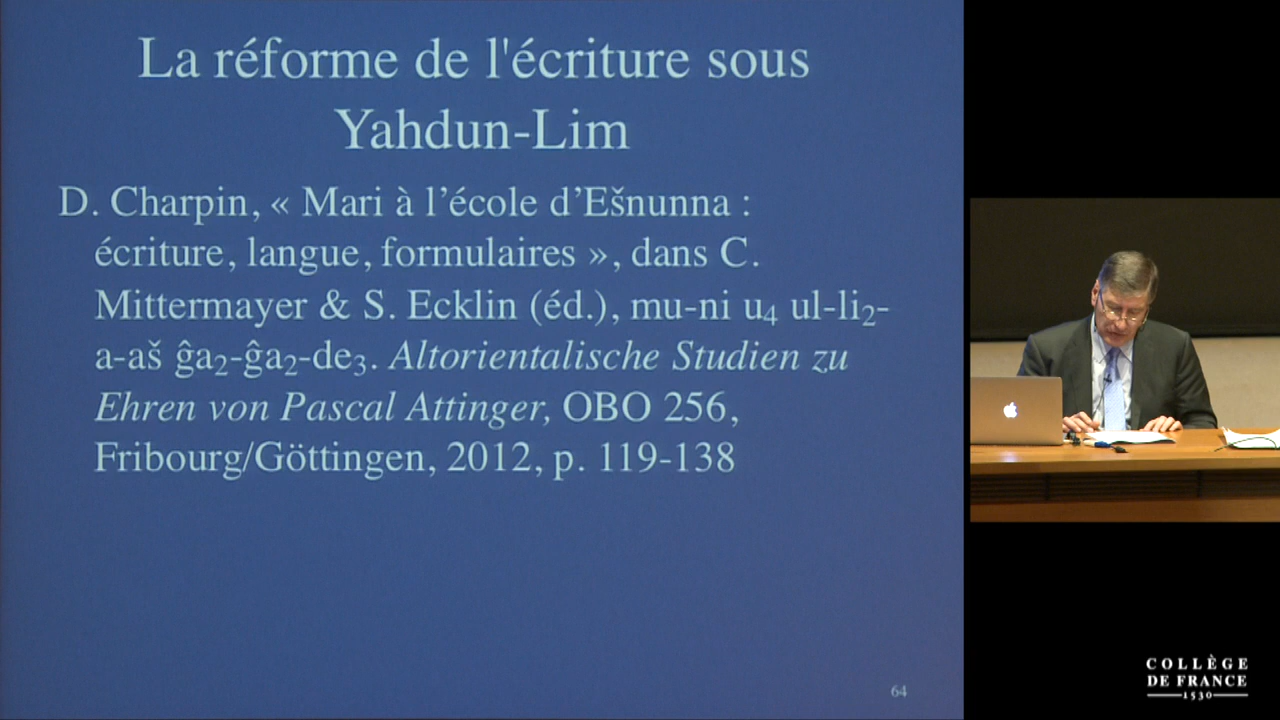 La réforme de l'écriture sous
Yahdun-Lim
D. Charpin, « Mari à l’école d’Ešnunna :
écriture, langue, formulaires », dans C.
Mittermayer & S. Ecklin (éd.), mu-ni u₄ ul-li₂-
a-aš ĝa₂-ĝa₂-de₃. Altorientalische Studien zu
Ehren von Pascal Attinger, OBO 256,
Fribourg/Göttingen, 2012, p. 119-138
64
COLLÈGE
DE FRANCE
1530